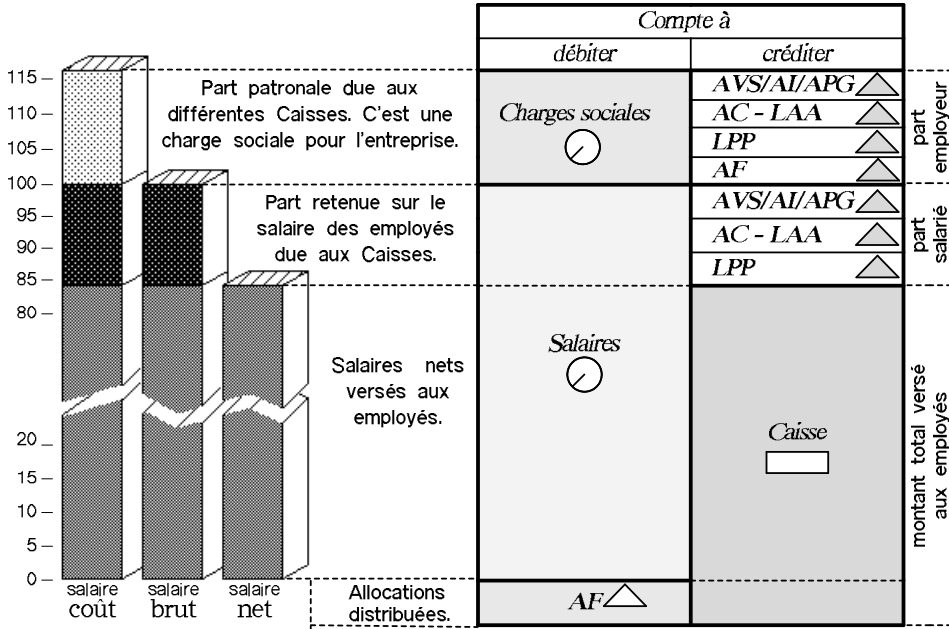 115
110
105
100
95
90
85
80
20
15
10
5
0
salaire
coût
salaire
brut
salaire
net
Part patronale due aux
différentes Caisses. C'est une
charge sociale pour l'entreprise.
Part retenue sur le
salaire des employés
due aux Caisses.
Salaires nets
versés aux
employés.
Allocations
distribuées.
Compte à
débiter
créditer
Charges sociales
AVS/AI/APG
AC - LAA
LPP
AF
AVS/AI/APG
AC - LAA
LPP
Salaires
Caisse
AF
part
employeur
part
salarié
montant total versé
aux employés